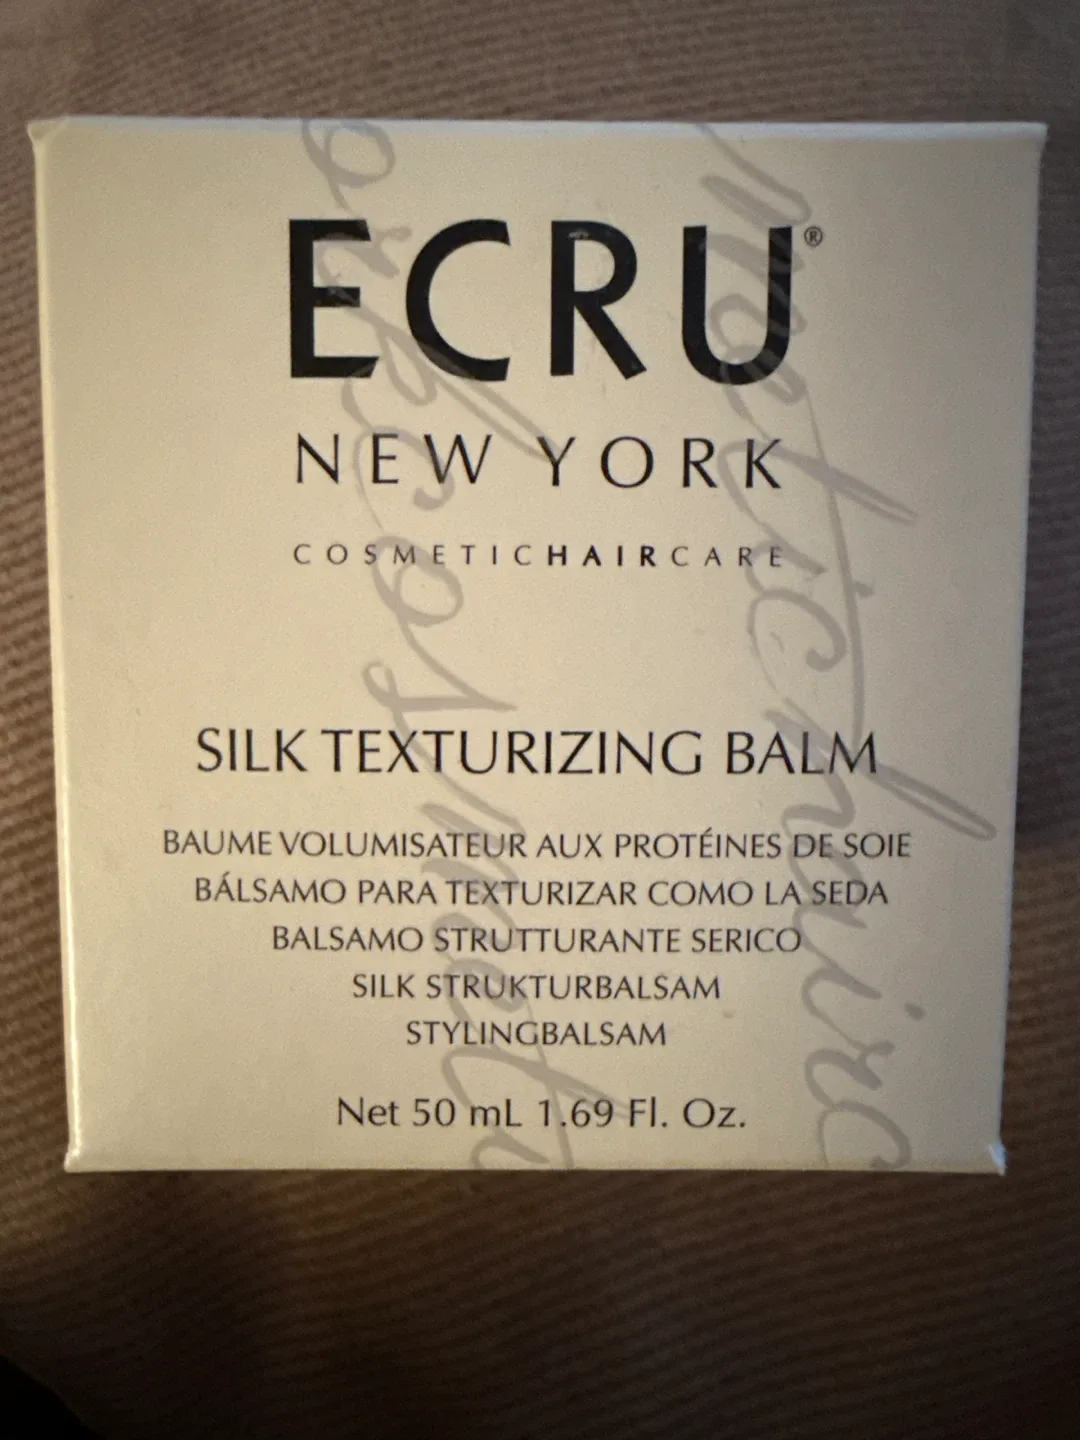 ECRU®
NEW YORK
COSMETICHAIRCARE
SILK TEXTURIZING BALM
BAUME VOLUMISATEUR AUX PROTÉINES DE SOIE
BÁLSAMO PARA TEXTURIZAR COMO LA SEDA
BALSAMO STRUTTURANTE SERICO
SILK STRUKTURBALSAM
STYLINGBALSAM
Net 50 mL 1.69 Fl. Oz.